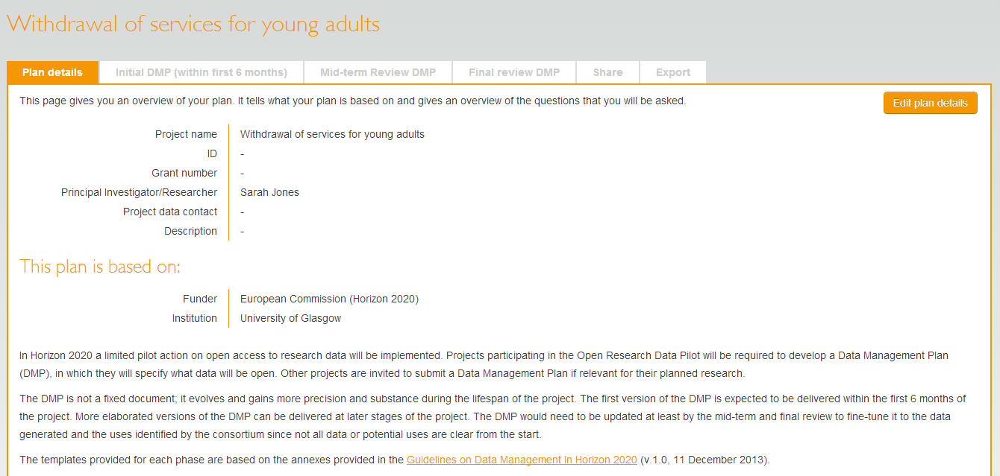 Withdrawal of services for young adults
Plan details
Initial DMP (within first 6 months)
Mid-term Review DMP
Final review DMP
Share
Export
This page gives you an overview of your plan. It tells what your plan is based on and gives an overview of the questions that you will be asked.
Edit plan details
Project name Withdrawal of services for young adults
ID -
Grant number -
Principal Investigator/Researcher Sarah Jones
Project data contact -
Description -
This plan is based on:
Funder European Commission (Horizon 2020)
Institution University of Glasgow
In Horizon 2020 a limited pilot action on open access to research data will be implemented. Projects participating in the Open Research Data Pilot will be required to develop a Data Management Plan
(DMP), in which they will specify what data will be open. Other projects are invited to submit a Data Management Plan if relevant for their planned research.
The DMP is not a fixed document; it evolves and gains more precision and substance during the lifespan of the project. The first version of the DMP is expected to be delivered within the first 6 months of
the project. More elaborated versions of the DMP can be delivered at later stages of the project. The DMP would need to be updated at least by the mid-term and final review to fine-tune it to the data
generated and the uses identified by the consortium since not all data or potential uses are clear from the start.
The templates provided for each phase are based on the annexes provided in the Guidelines on Data Management in Horizon 2020 (v.1.0, 11 December 2013).